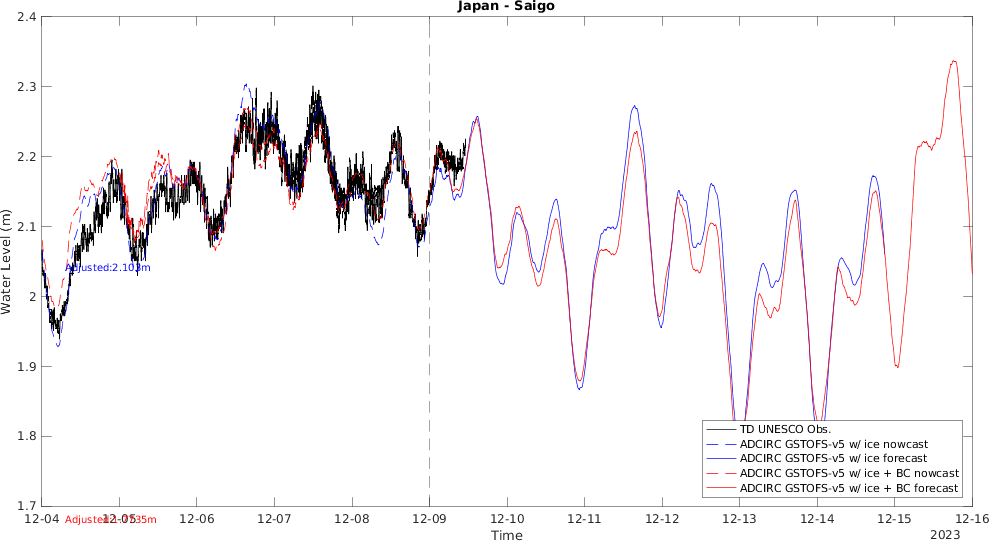 Japan - Saigo
2.4
2.3
2.2
2.1
2
1.9
1.8
1.7
Water Level (m)
Adjusted:2.103m
TD UNESCO Obs.
ADCIRC GSTOFS-v5 w/ ice nowcast
ADCIRC GSTOFS-v5 w/ ice forecast
ADCIRC GSTOFS-v5 w/ ice + BC nowcast
ADCIRC GSTOFS-v5 w/ ice + BC forecast
12-04 12-05 12-06 12-07 12-08 12-09 12-10 12-11 12-12 12-13 12-14 12-15 12-16
Time
2023